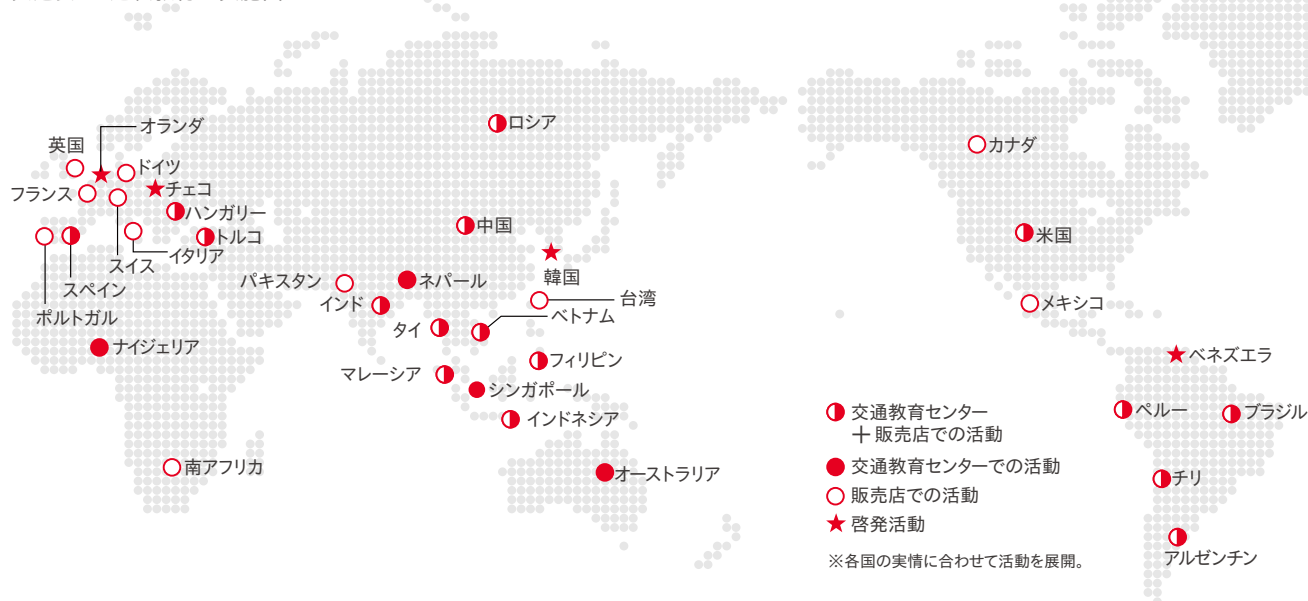 オランダ
英国
ドイツ
フランス
チェコ
ハンガリー
トルコ
イタリア
スイス
スペイン
ポルトガル
ナイジェリア
南アフリカ
ロシア
中国
韓国
パキスタン
ネパール
インド
台湾
ベトナム
タイ
フィリピン
マレーシア
シンガポール
インドネシア
オーストラリア
カナダ
米国
メキシコ
ベネズエラ
ペルー
ブラジル
チリ
アルゼンチン
交通教育センター
＋販売店での活動
交通教育センターでの活動
販売店での活動
啓発活動
※各国の実情に合わせて活動を展開。